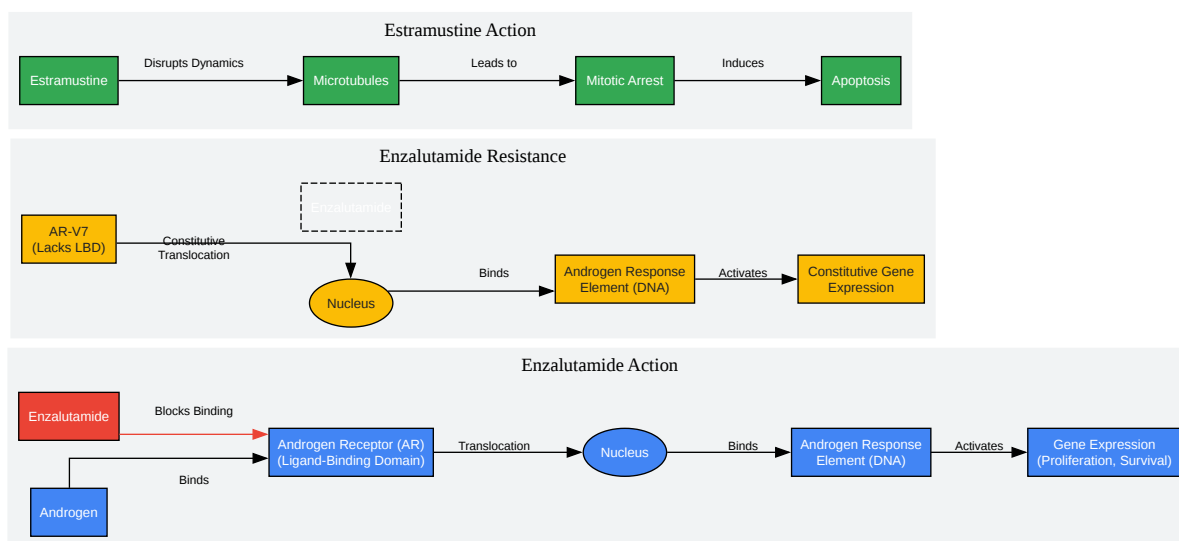 Estramustine Action
Estramustine
Disrupts Dynamics
Microtubules
Leads to
Mitotic Arrest
Induces
Apoptosis
Enzalutamide Resistance
Enzalutamide
AR-V7
(Lacks LBD)
Constitutive
Translocation
Nucleus
Binds
Androgen Response
Element (DNA)
Activates
Constitutive Gene
Expression
Enzalutamide Action
Enzalutamide
Blocks Binding
Androgen
Binds
Androgen Receptor (AR)
(Ligand-Binding Domain)
Translocation
Nucleus
Binds
Androgen Response
Element (DNA)
Activates
Gene Expression
(Proliferation, Survival)